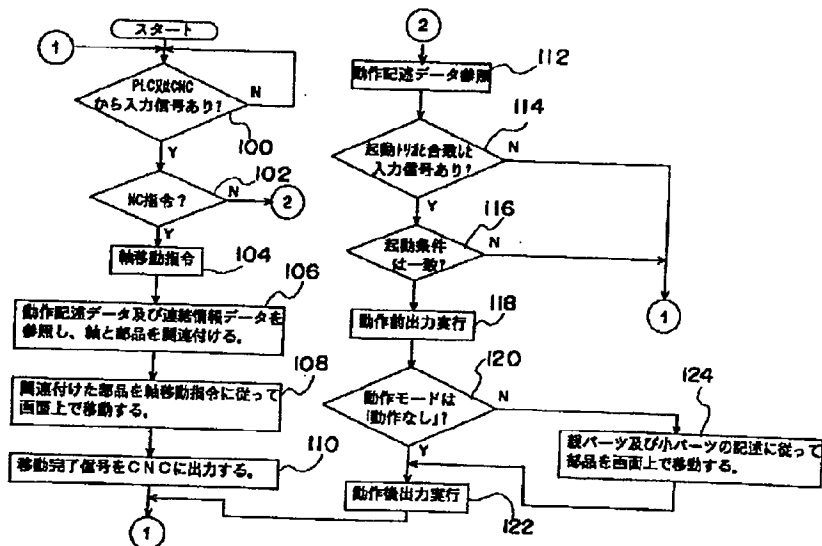 スタート
1
PLC又はCNC
から入力信号あり?
N
100
Y
102
NC指令?
N
2
Y
軸移動指令
104
106
動作記述データ及び連結情報データを
参照し、軸と部品を関連付ける。
108
関連付けた部品を軸移動指令に従って
画面上で移動する。
110
移動完了信号をCNCに出力する。
1
2
112
動作記述データ参照
114
起動トリガと合致した
入力信号あり?
N
Y
116
起動条件
は一致?
N
Y
1
118
動作前出力実行
120
動作モードは
「動作なし」?
N
Y
124
親パーツ及び小パーツの記述に従って
部品を画面上で移動する。
動作後出力実行
122